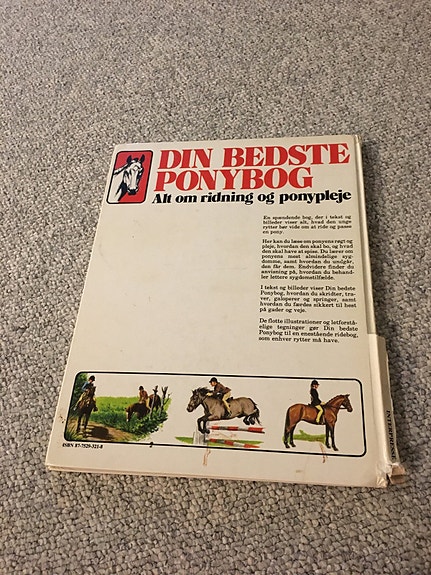 DIN BEDSTE
PONYBOG
Alt om ridning og ponypleje
En spændende bog, der i tekst og
billeder viser alt, hvad den unge
rytter bør vide om at ride og passe
en pony.
Her kan du læse om ponyens røgt og
pleje, hvordan den skal bo, og hvad
den skal have at spise. Du lærer om
ponyens mest almindelige syg-
domme, samt hvordan du undgår,
den får dem. Endvidere finder du
anvisning på, hvordan du behand-
ler lettere sygdomstilfælde.
I tekst og billeder viser Din bedste
Ponybog, hvordan du skridter, tra-
ver, galoperer og springer, samt
hvordan du færdes sikkert til hest
på gader og veje.
De flotte illustrationer og letforstå-
elige tegninger gør Din bedste
Ponybog til en enestående ridebog,
som enhver rytter må have.
ISBN 87-7529-321-8
INTERPRESSE